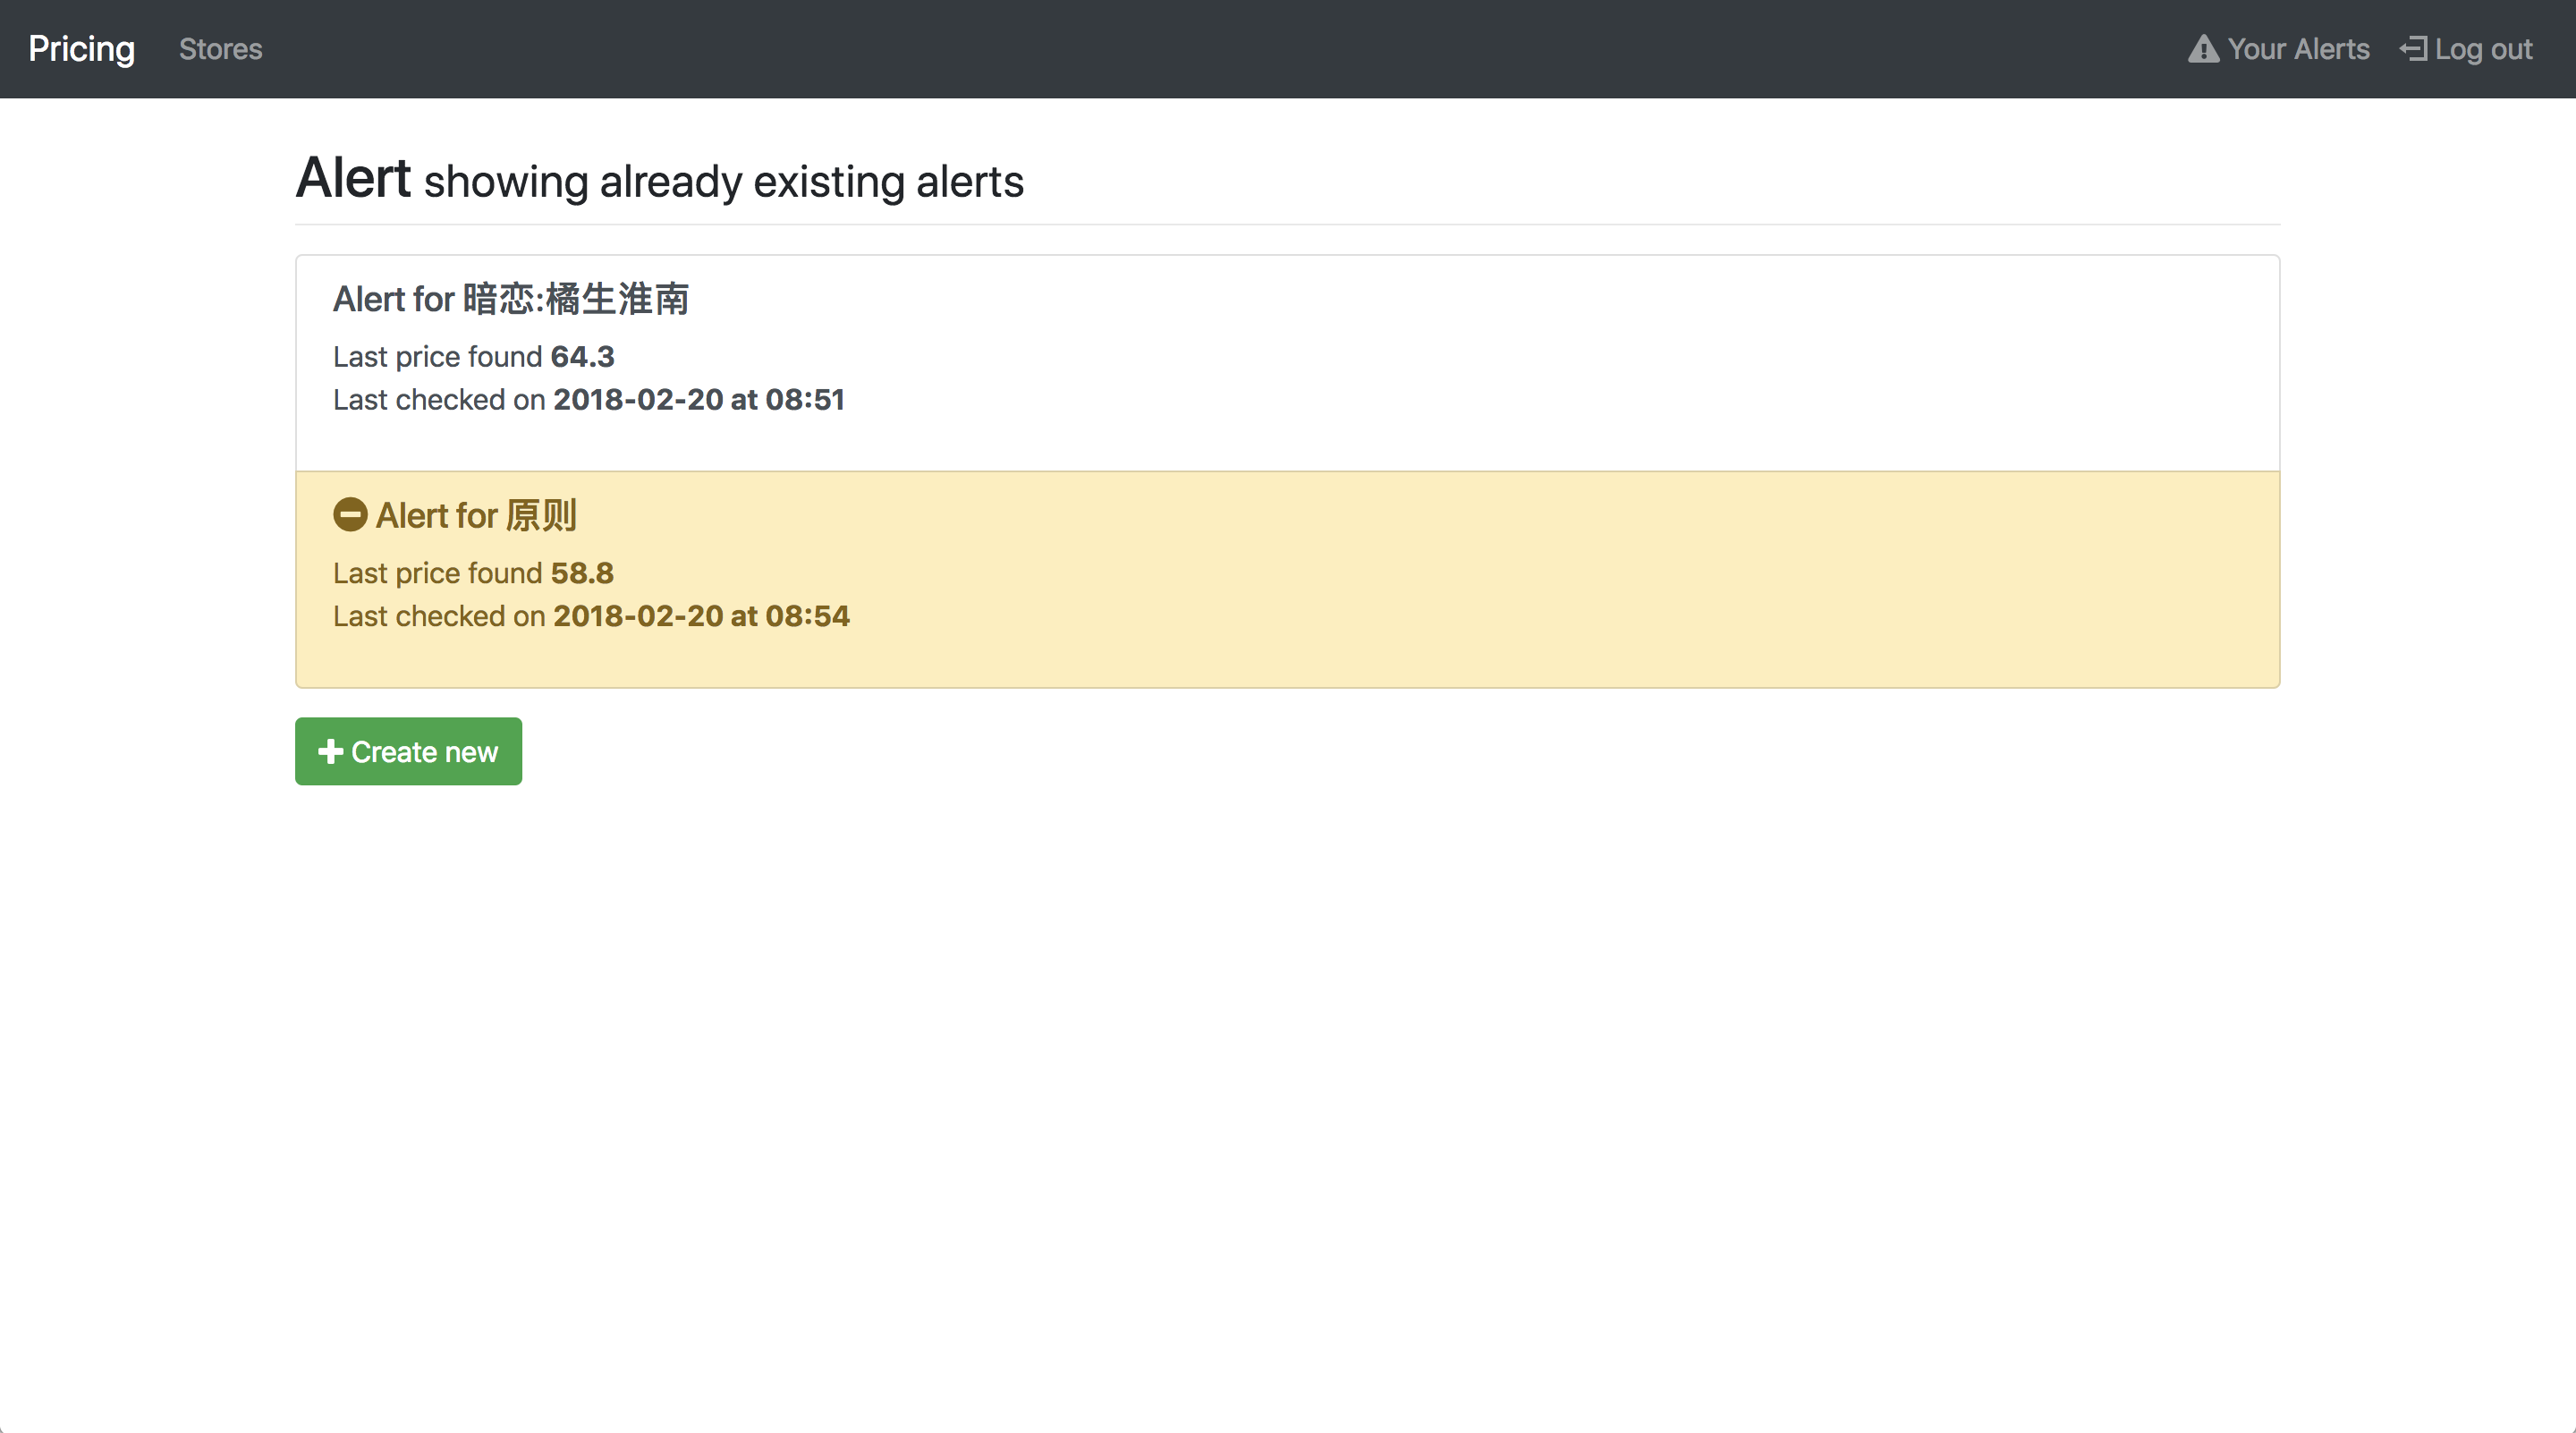 Pricing Stores Your Alerts Log out
Alert showing already existing alerts
Alert for 暗恋:橘生淮南
Last price found 64.3
Last checked on 2018-02-20 at 08:51
Alert for 原则
Last price found 58.8
Last checked on 2018-02-20 at 08:54
Create new